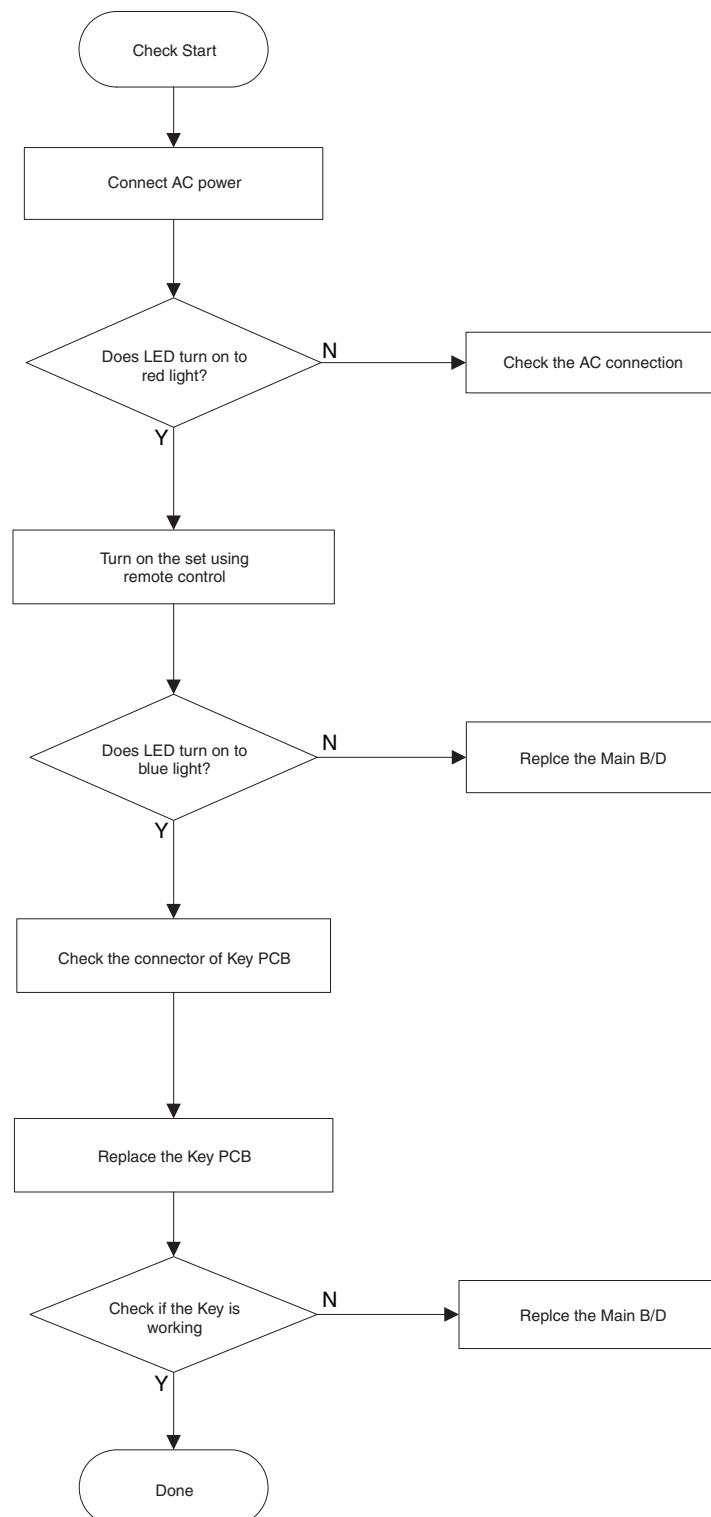 Check Start
Connect AC power
Does LED turn on to
red light?
N
Check the AC connection
Y
Turn on the set using
remote control
Does LED turn on to
blue light?
N
Replce the Main B/D
Y
Check the connector of Key PCB
Replace the Key PCB
Check if the Key is
working
N
Replce the Main B/D
Y
Done